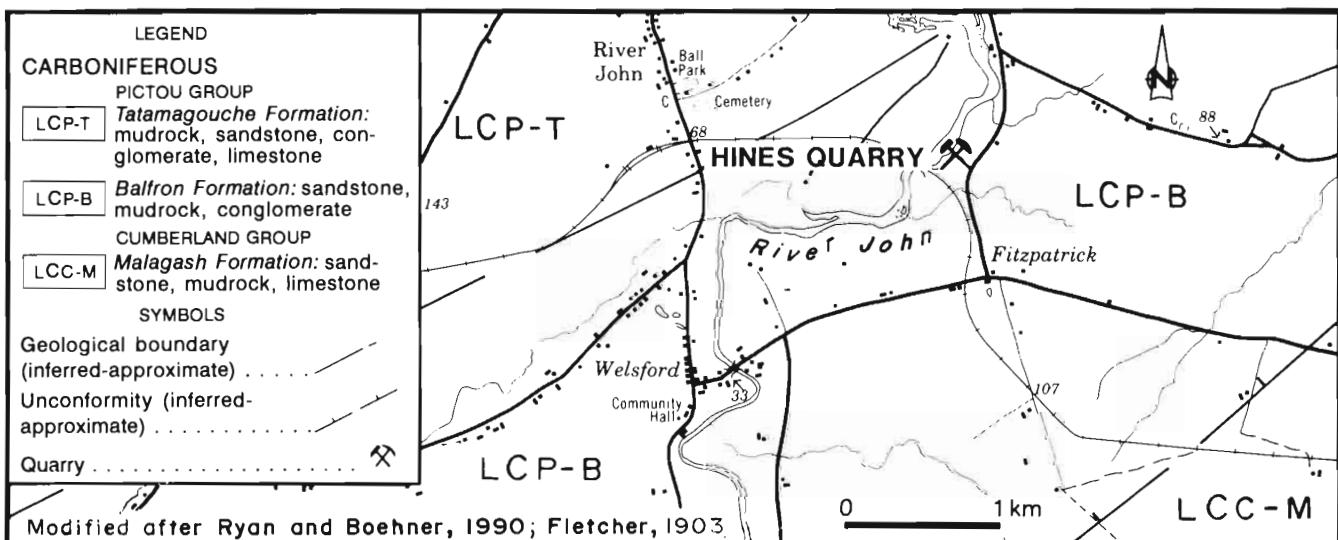 LEGEND
CARBONIFEROUS
PICTOU GROUP
LCP-T Tatamagouche Formation:
mudrock, sandstone, con-
glomerate, limestone
LCP-B Balfron Formation: sandstone,
mudrock, conglomerate
CUMBERLAND GROUP
LCC-M Malagash Formation: sand-
stone, mudrock, limestone
SYMBOLS
Geological boundary
(inferred-approximate) . . . . .
Unconformity (inferred-
approximate) . . . . . . . . . . . . .
Quarry . . . . . . . . . . . . . . . . . .
River
John
Ball
Park
C
Cemetery
LCP-T
68
HINES QUARRY
88
143
LCP-B
River John
Fitzpatrick
Welsford
33
107
Community
Hall
LCP-B
LCC-M
0 1 km
N
Modified after Ryan and Boehner, 1990; Fletcher, 1903